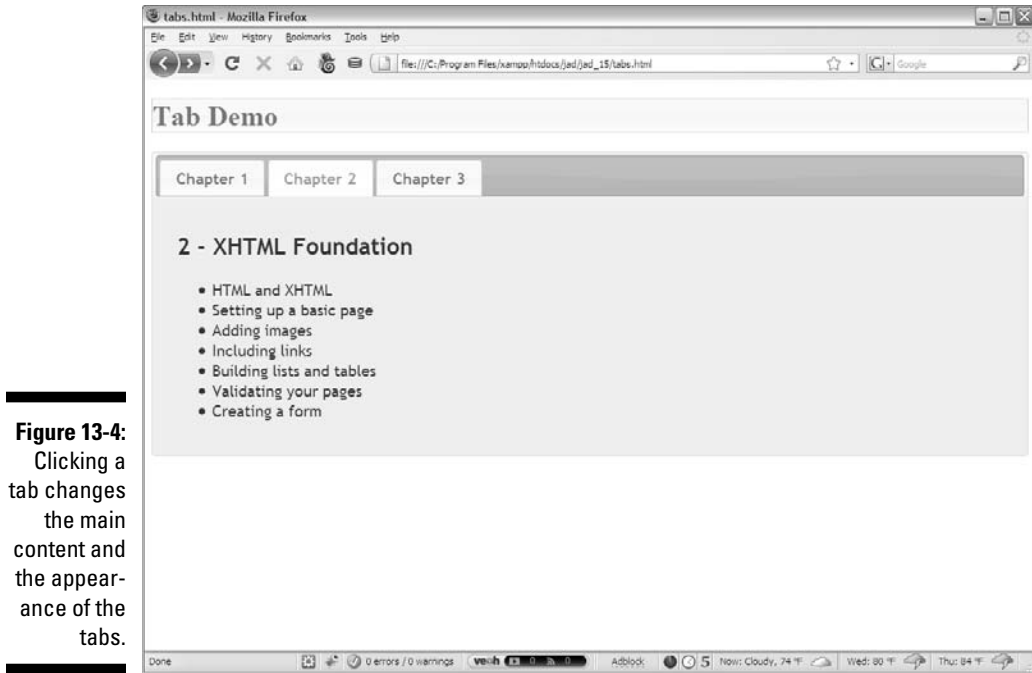 tabs.html - Mozilla Firefox
File Edit View History Bookmarks Tools Help
file:///C:/Program Files/xampp/htdocs/jad/jad_15/tabs.html
G Google
Tab Demo
Chapter 1 Chapter 2 Chapter 3
2 - XHTML Foundation
• HTML and XHTML
• Setting up a basic page
• Adding images
• Including links
• Building lists and tables
• Validating your pages
• Creating a form
Figure 13-4:
Clicking a
tab changes
the main
content and
the appear-
ance of the
tabs.
Done 0 errors / 0 warnings veoh 0 0 Adblock 5 Now: Cloudy, 74 °F Wed: 80 °F Thu: 84 °F